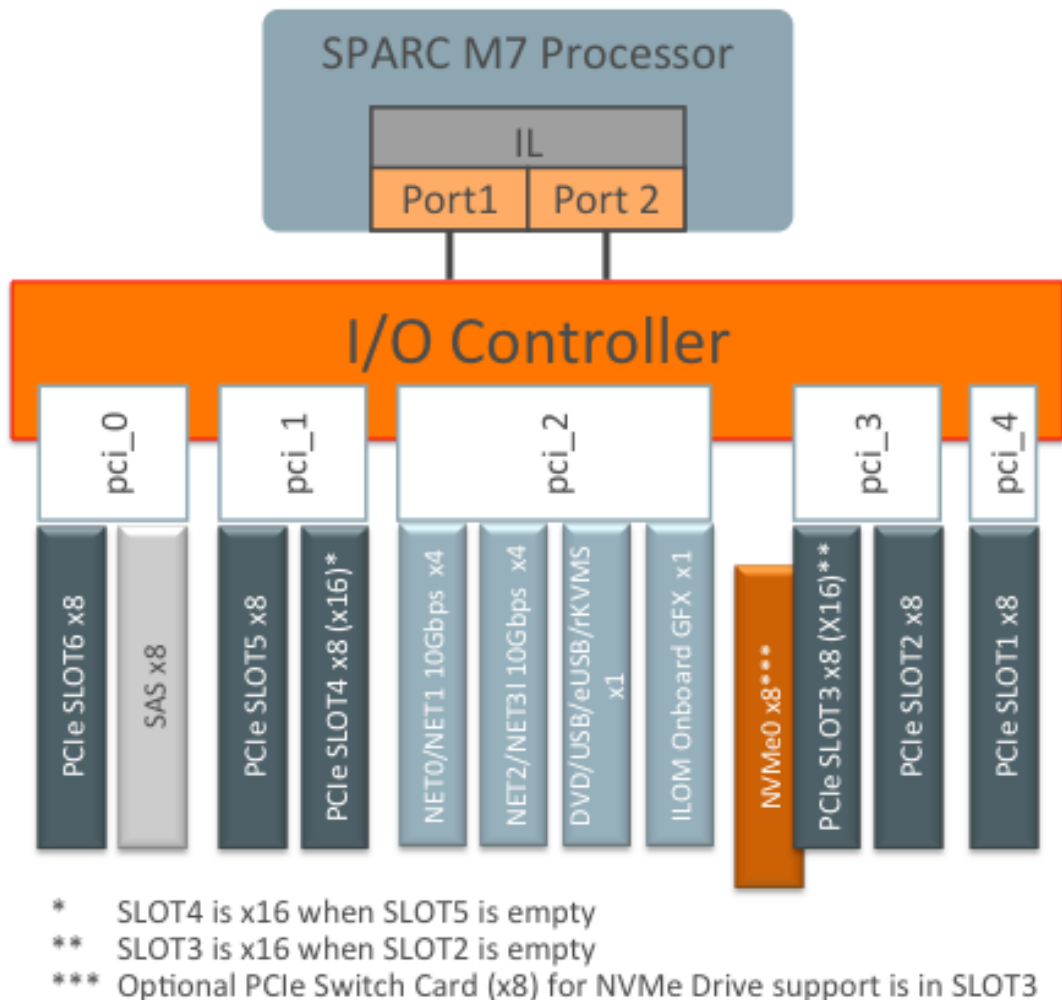 SPARC M7 Processor
IL
Port1
Port 2
I/O Controller
pci_0
pci_1
pci_2
pci_3
pci_4
PCIe SLOT6 x8
SAS x8
PCIe SLOT5 x8
PCIe SLOT4 x8 (x16)*
NET0/NET1 10Gbps x4
NET2/NET3l 10Gbps x4
DVD/USB/eUSB/rKVMS
x1
ILOM Onboard GFX x1
NVMe0 x8***
PCIe SLOT3 x8 (X16)**
PCIe SLOT2 x8
PCIe SLOT1 x8
* SLOT4 is x16 when SLOT5 is empty
** SLOT3 is x16 when SLOT2 is empty
*** Optional PCIe Switch Card (x8) for NVMe Drive support is in SLOT3